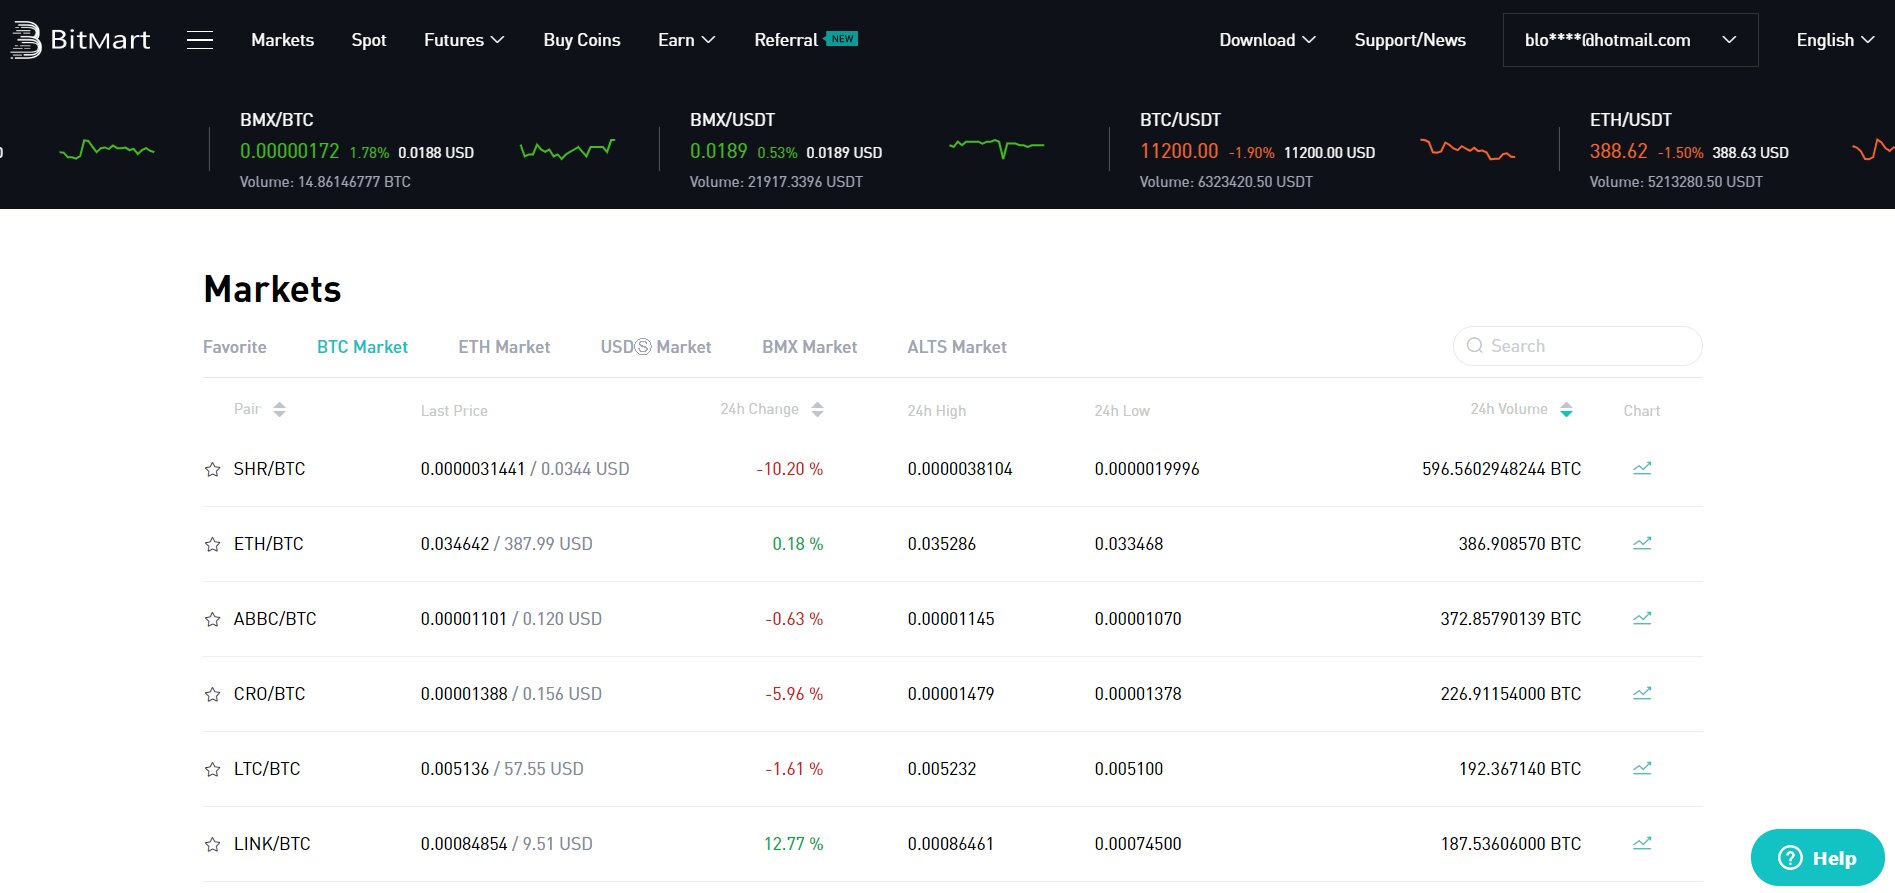 BitMart Markets Spot Futures Buy Coins Earn Referral NEW Download Support/News blo****@hotmail.com English
BMX/BTC
0.00000172 1.78% 0.0188 USD
Volume: 14.86146777 BTC
BMX/USDT
0.0189 0.53% 0.0189 USD
Volume: 21917.3396 USDT
BTC/USDT
11200.00 -1.90% 11200.00 USD
Volume: 6323420.50 USDT
ETH/USDT
388.62 -1.50% 388.63 USD
Volume: 5213280.50 USDT
Markets
Favorite BTC Market ETH Market USDⓈ Market BMX Market ALTS Market Search
Pair Last Price 24h Change 24h High 24h Low 24h Volume Chart
SHR/BTC 0.0000031441 / 0.0344 USD -10.20 % 0.0000038104 0.0000019996 596.5602948244 BTC
ETH/BTC 0.034642 / 387.99 USD 0.18 % 0.035286 0.033468 386.908570 BTC
ABBC/BTC 0.00001101 / 0.120 USD -0.63 % 0.00001145 0.00001070 372.85790139 BTC
CRO/BTC 0.00001388 / 0.156 USD -5.96 % 0.00001479 0.00001378 226.91154000 BTC
LTC/BTC 0.005136 / 57.55 USD -1.61 % 0.005232 0.005100 192.367140 BTC
LINK/BTC 0.00084854 / 9.51 USD 12.77 % 0.00086461 0.00074500 187.53606000 BTC
Help